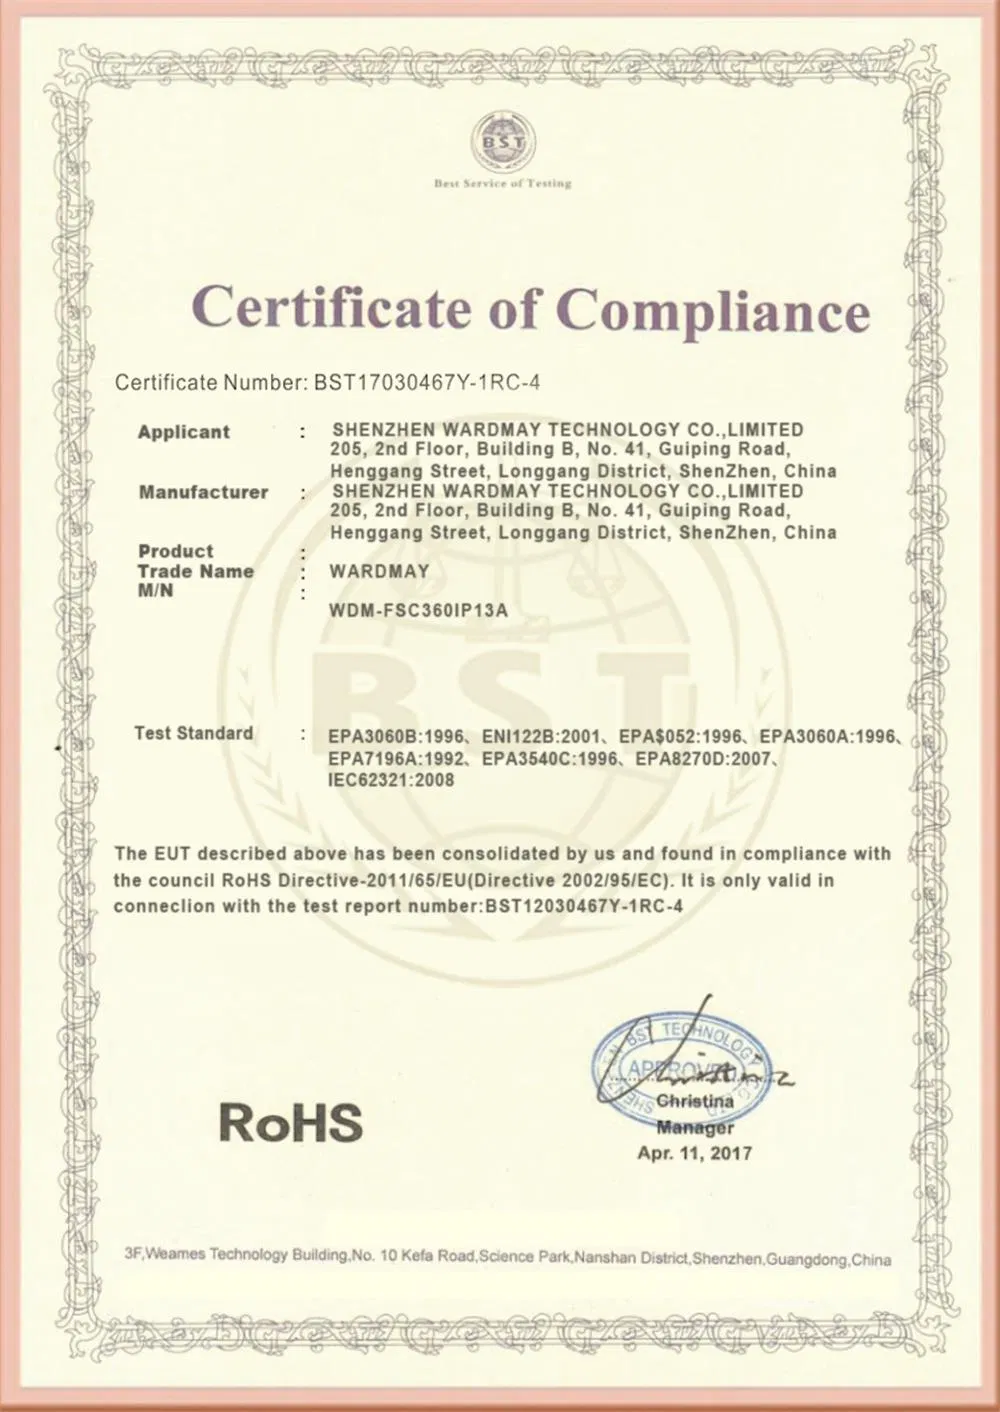 BST
Best Service of Testing
Certificate of Compliance
Certificate Number: BST17030467Y-1RC-4
Applicant : SHENZHEN WARDMAY TECHNOLOGY CO.,LIMITED
205, 2nd Floor, Building B, No. 41, Guiping Road,
Henggang Street, Longgang District, ShenZhen, China
Manufacturer : SHENZHEN WARDMAY TECHNOLOGY CO.,LIMITED
205, 2nd Floor, Building B, No. 41, Guiping Road,
Henggang Street, Longgang District, ShenZhen, China
Product :
Trade Name : WARDMAY
M/N :
WDM-FSC360IP13A
BST
Test Standard : EPA3060B:1996、ENI122B:2001、EPA$052:1996、EPA3060A:1996、
EPA7196A:1992、EPA3540C:1996、EPA8270D:2007、
IEC62321:2008
The EUT described above has been consolidated by us and found in compliance with
the council RoHS Directive-2011/65/EU(Directive 2002/95/EC). It is only valid in
conneclion with the test report number:BST12030467Y-1RC-4
SHENZHEN BST TECHNOLOGY CO.,LTD
APPROVED
Christina
RoHS
Christina
Manager
Apr. 11, 2017
3F,Weames Technology Building,No. 10 Kefa Road,Science Park,Nanshan District,Shenzhen,Guangdong,China